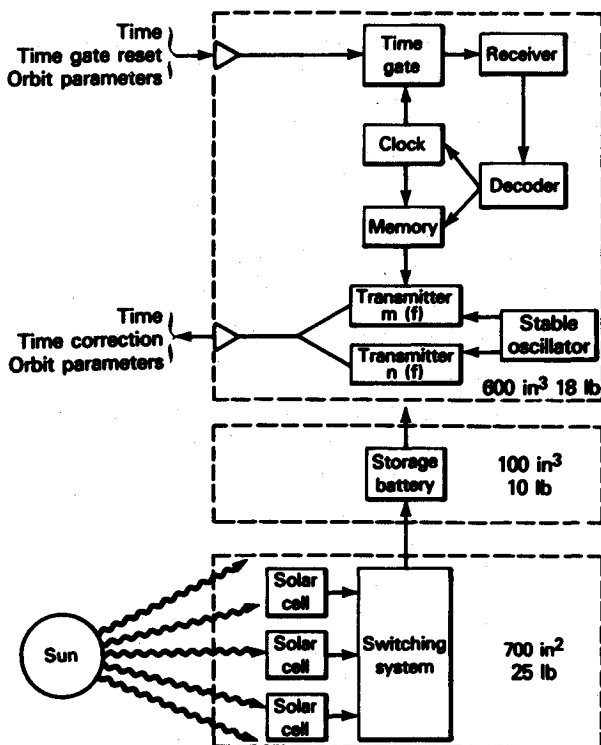 Time
Time gate reset
Orbit parameters
Time
gate
Receiver
Clock
Decoder
Memory
Time
Time correction
Orbit parameters
Transmitter
m (f)
Transmitter
n (f)
Stable
oscillator
600 in³ 18 lb
Storage
battery
100 in³
10 lb
Sun
Solar
cell
Solar
cell
Solar
cell
Switching
system
700 in²
25 lb